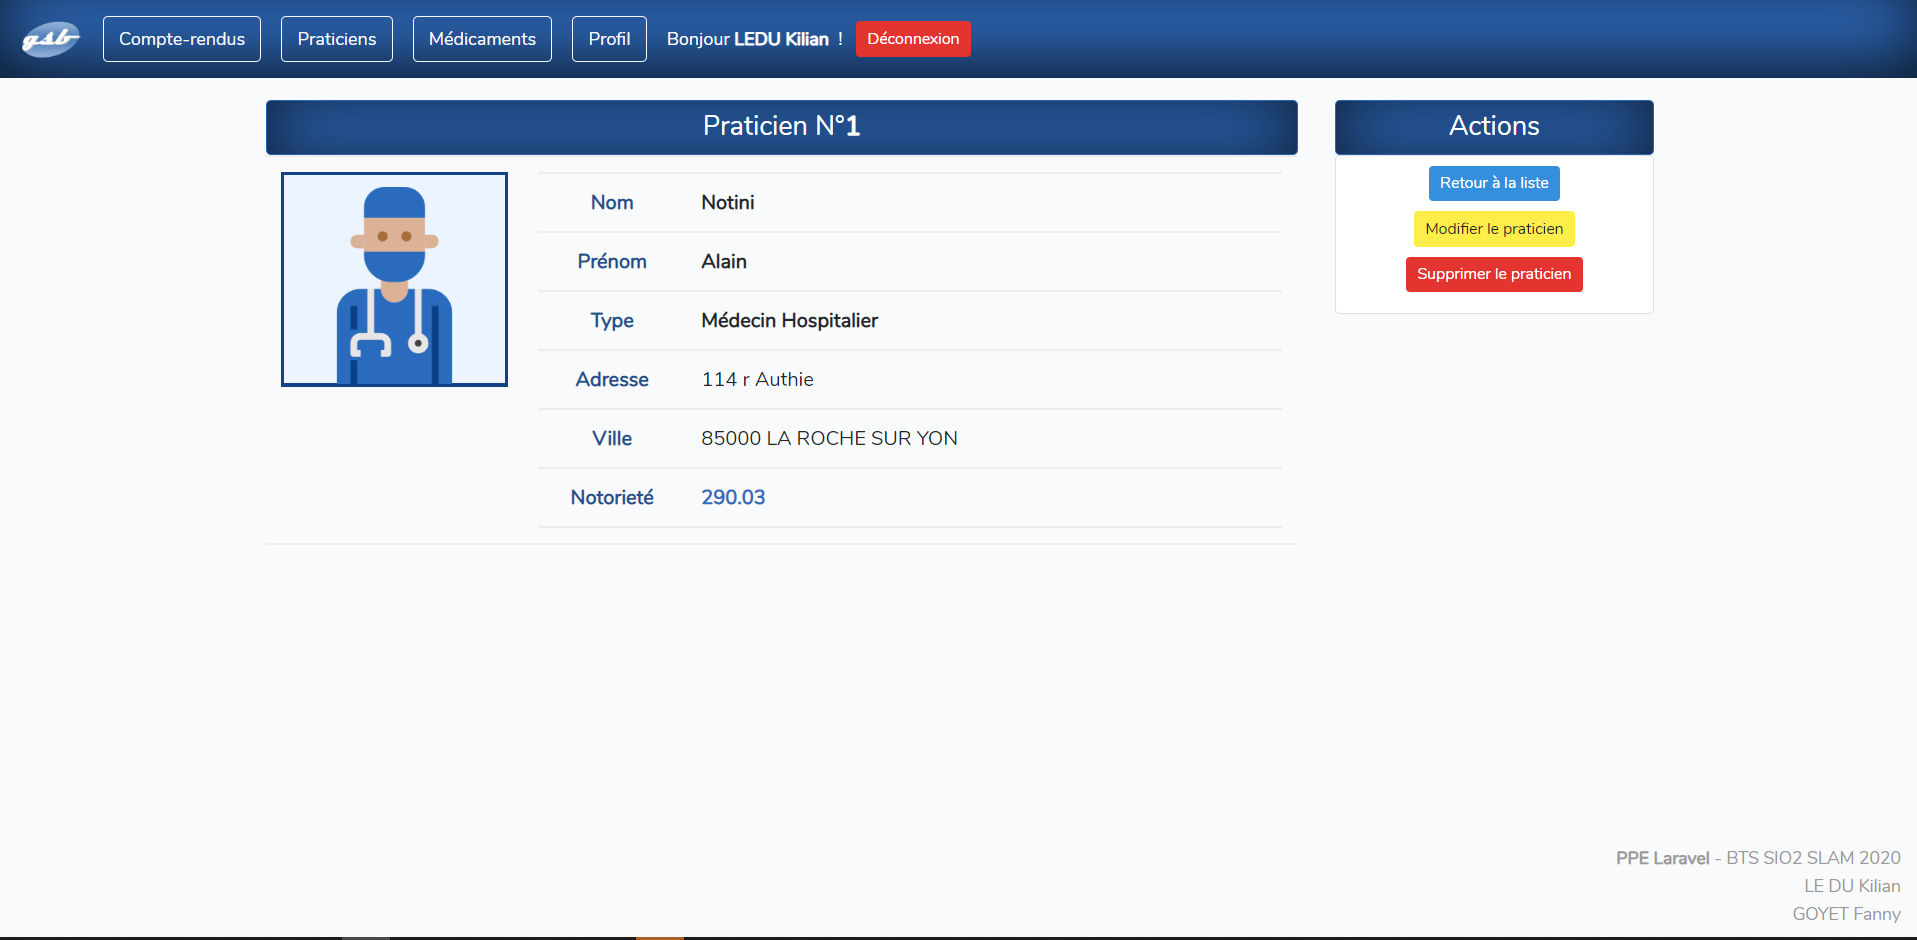 gsb Compte-rendus Praticiens Médicaments Profil Bonjour LEDU Kilian ! Déconnexion
Praticien N°1
Nom Notini
Prénom Alain
Type Médecin Hospitalier
Adresse 114 r Authie
Ville 85000 LA ROCHE SUR YON
Notorieté 290.03
Actions
Retour à la liste
Modifier le praticien
Supprimer le praticien
PPE Laravel - BTS SIO2 SLAM 2020
LE DU Kilian
GOYET Fanny